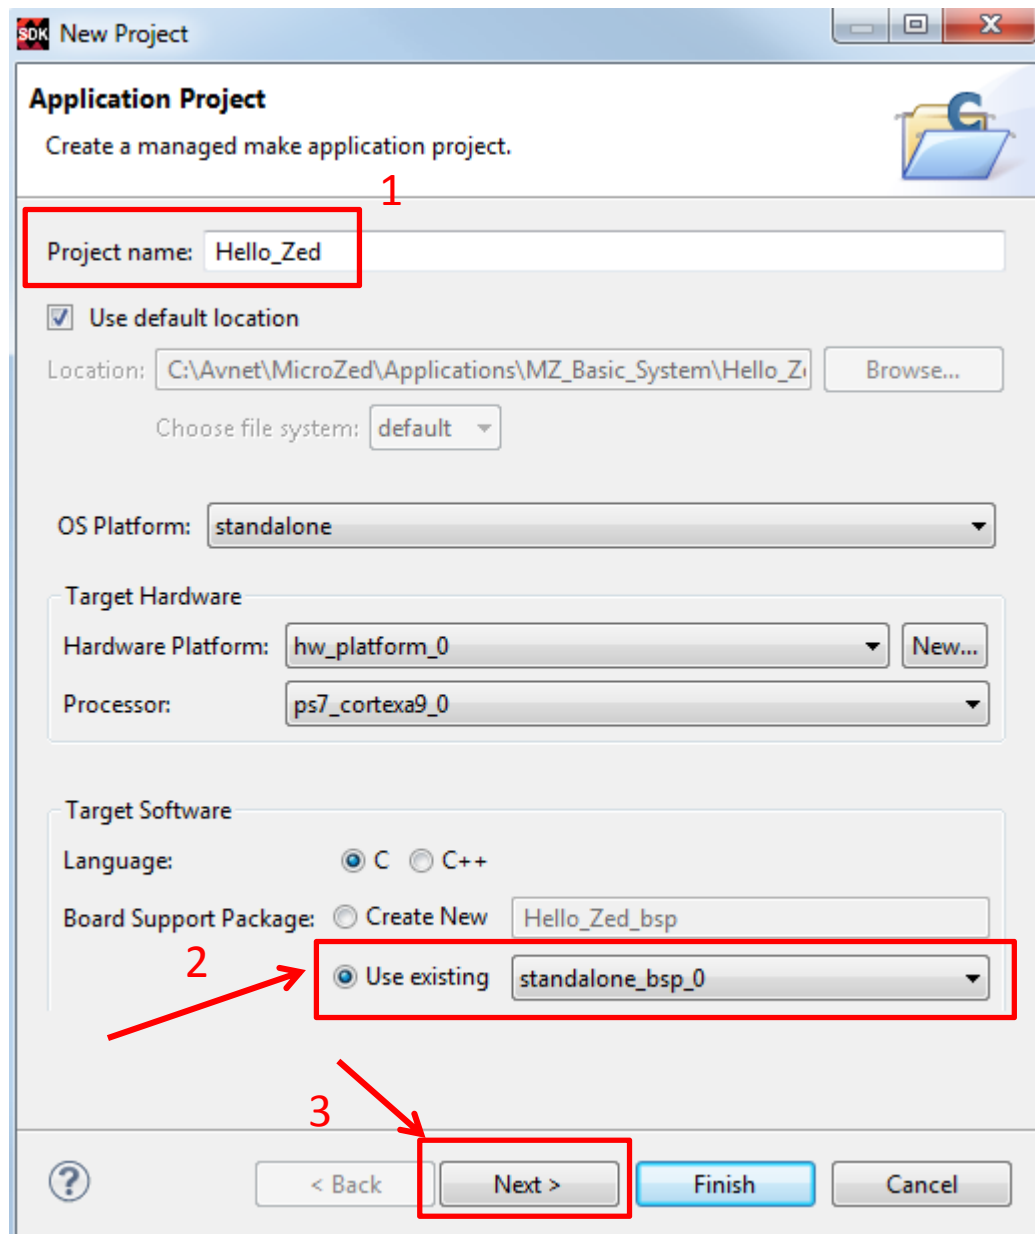 SDK New Project
Application Project
Create a managed make application project.
1
Project name: Hello_Zed
Use default location
Location: C:\Avnet\MicroZed\Applications\MZ_Basic_System\Hello_Z Browse...
Choose file system: default
OS Platform: standalone
Target Hardware
Hardware Platform: hw_platform_0 New...
Processor: ps7_cortexa9_0
Target Software
Language: C C++
Board Support Package: Create New Hello_Zed_bsp
2
Use existing standalone_bsp_0
3
? < Back Next > Finish Cancel